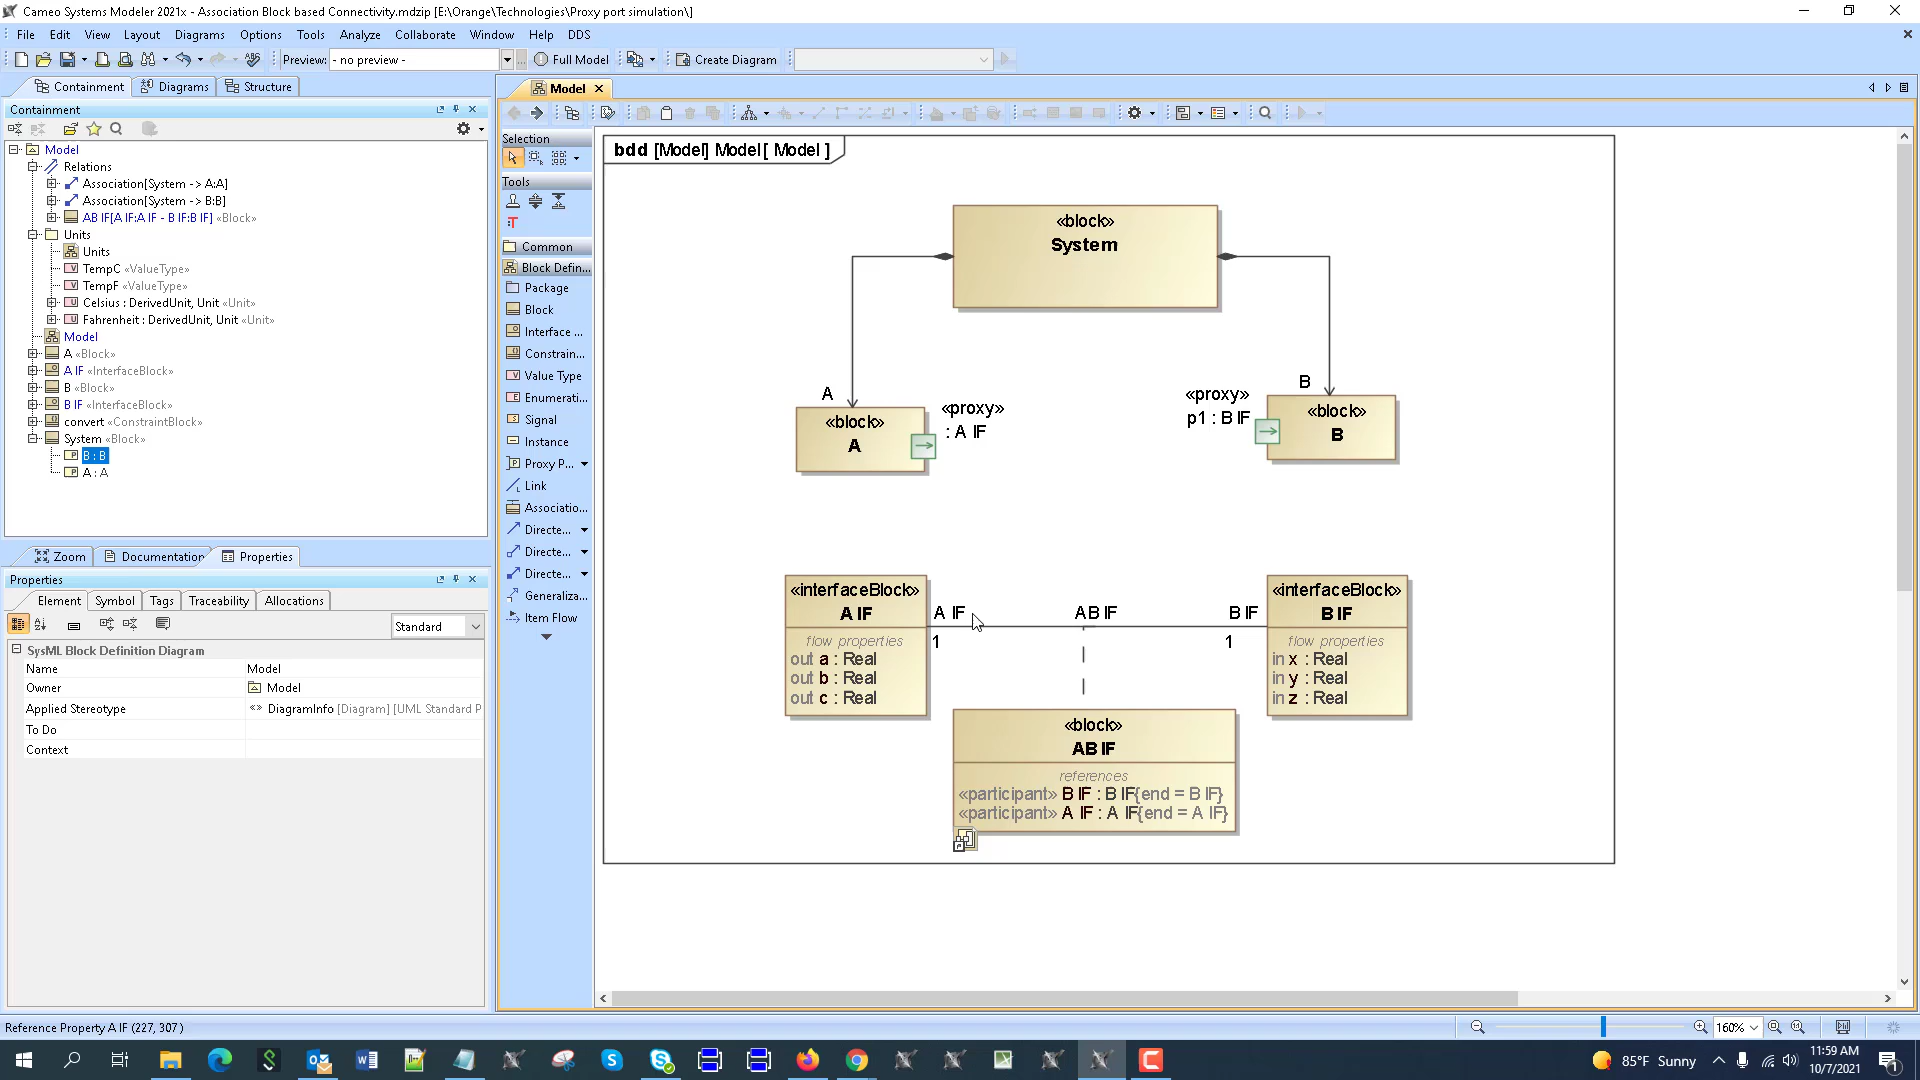 Cameo Systems Modeler 2021x - Association Block based Connectivity.mdzip [E:\Orange\Technologies\Proxy port simulation\]
File Edit View Layout Diagrams Options Tools Analyze Collaborate Window Help DDS
Preview: - no preview - ... Full Model Create Diagram
Containment Diagrams Structure
Containment
Model
Relations
Association[System -> A:A]
Association[System -> B:B]
AB IF[A IF:A IF - B IF:B IF] «Block»
Units
Units
TempC «ValueType»
TempF «ValueType»
Celsius : DerivedUnit, Unit «Unit»
Fahrenheit : DerivedUnit, Unit «Unit»
Model
A «Block»
A IF «InterfaceBlock»
B «Block»
B IF «InterfaceBlock»
convert «ConstraintBlock»
System «Block»
B : B
A : A
Zoom Documentation Properties
Properties
Element Symbol Tags Traceability Allocations
Standard
SysML Block Definition Diagram
Name Model
Owner Model
Applied Stereotype DiagramInfo [Diagram] [UML Standard P
To Do
Context
Model
Selection
Tools
Common
Block Defin...
Package
Block
Interface ...
Constrain...
Value Type
Enumerati...
Signal
Instance
Proxy P...
Link
Associatio...
Directe...
Directe...
Directe...
Generaliza...
Item Flow
bdd [Model] Model [ Model ]
«block»
System
A
«block»
A
«proxy»
: A IF
«proxy»
p1 : B IF
B
«block»
B
«interfaceBlock»
A IF
flow properties
out a : Real
out b : Real
out c : Real
A IF
1
AB IF
B IF
1
«interfaceBlock»
B IF
flow properties
in x : Real
in y : Real
in z : Real
«block»
AB IF
references
«participant» B IF : B IF{end = B IF}
«participant» A IF : A IF{end = A IF}
Reference Property A IF (227, 307 )
160%
85°F Sunny
11:59 AM
10/7/2021
1